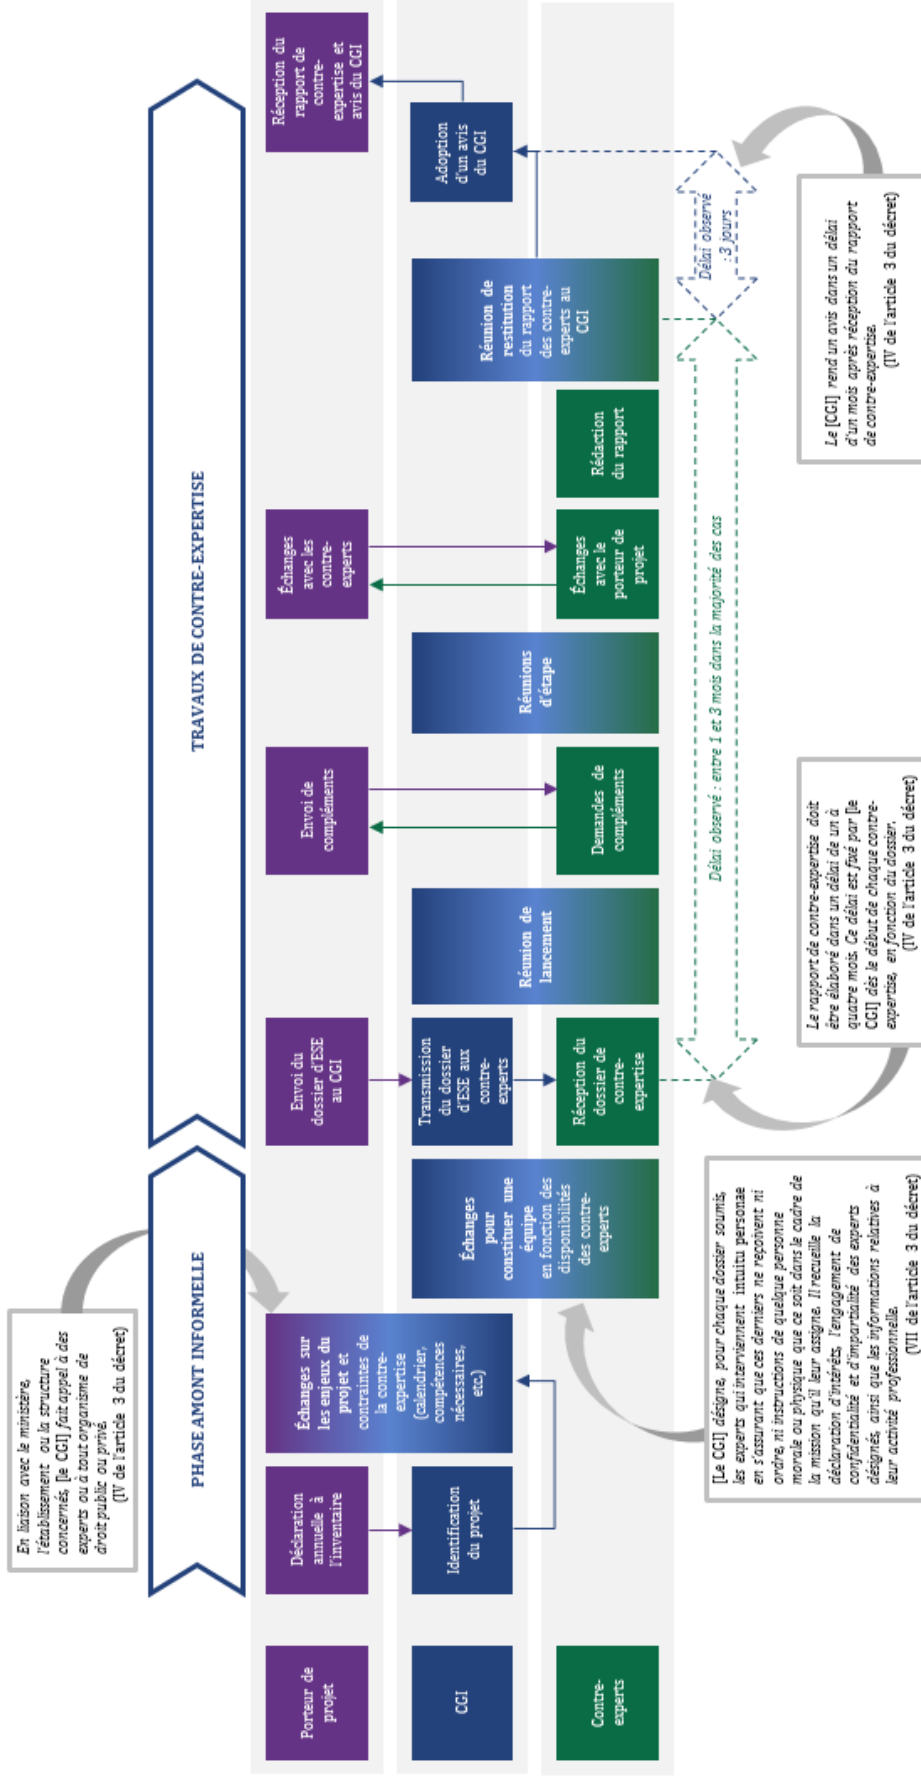 En liaison avec le ministère,
l'établissement ou la structure
concernés, [le CGI] fait appel à des
experts ou à tout organisme de
droit public ou privé.
(IV de l'article 3 du décret)
PHASE AMONT INFORMELLE
TRAVAUX DE CONTRE-EXPERTISE
Porteur de
projet
Déclaration
annuelle à
l'inventaire
Échanges sur
les enjeux du
projet et
contraintes de
la contre-
expertise
(calendrier,
compétences
nécessaires,
etc.)
Envoi du
dossier d'ESE
au CGI
Envoi de
compléments
Échanges
avec les
contre-
experts
Réception du
rapport de
contre-
expertise et
avis du CGI
CGI
Identification
du projet
Échanges
pour
constituer une
équipe
en fonction des
disponibilités
des contre-
experts
Transmission
du dossier
d'ESE aux
contre-
experts
Réunion de
lancement
Réunions
d'étape
Réunion de
restitution
du rapport
des contre-
experts au
CGI
Adoption
d'un avis
du CGI
Contre-
experts
Réception du
dossier de
contre-
expertise
Demandes de
compléments
Échanges
avec le
porteur de
projet
Rédaction
du rapport
Délai observé : entre 1 et 3 mois dans la majorité des cas
Délai observé
: 3 jours
[Le CGI] désigne, pour chaque dossier soumis,
les experts qui interviennent intuitu personae
en s'assurant que ces derniers ne reçoivent ni
ordre, ni instructions de quelque personne
morale ou physique que ce soit dans le cadre de
la mission qu'il leur assigne. Il recueille la
déclaration d'intérêts, l'engagement de
confidentialité et d'impartialité des experts
désignés, ainsi que les informations relatives à
leur activité professionnelle.
(VII de l'article 3 du décret)
Le rapport de contre-expertise doit
être élaboré dans un délai de un à
quatre mois. Ce délai est fixé par [le
CGI] dès le début de chaque contre-
expertise, en fonction du dossier.
(IV de l'article 3 du décret)
Le [CGI] rend un avis dans un délai
d'un mois après réception du rapport
de contre-expertise.
(IV de l'article 3 du décret)